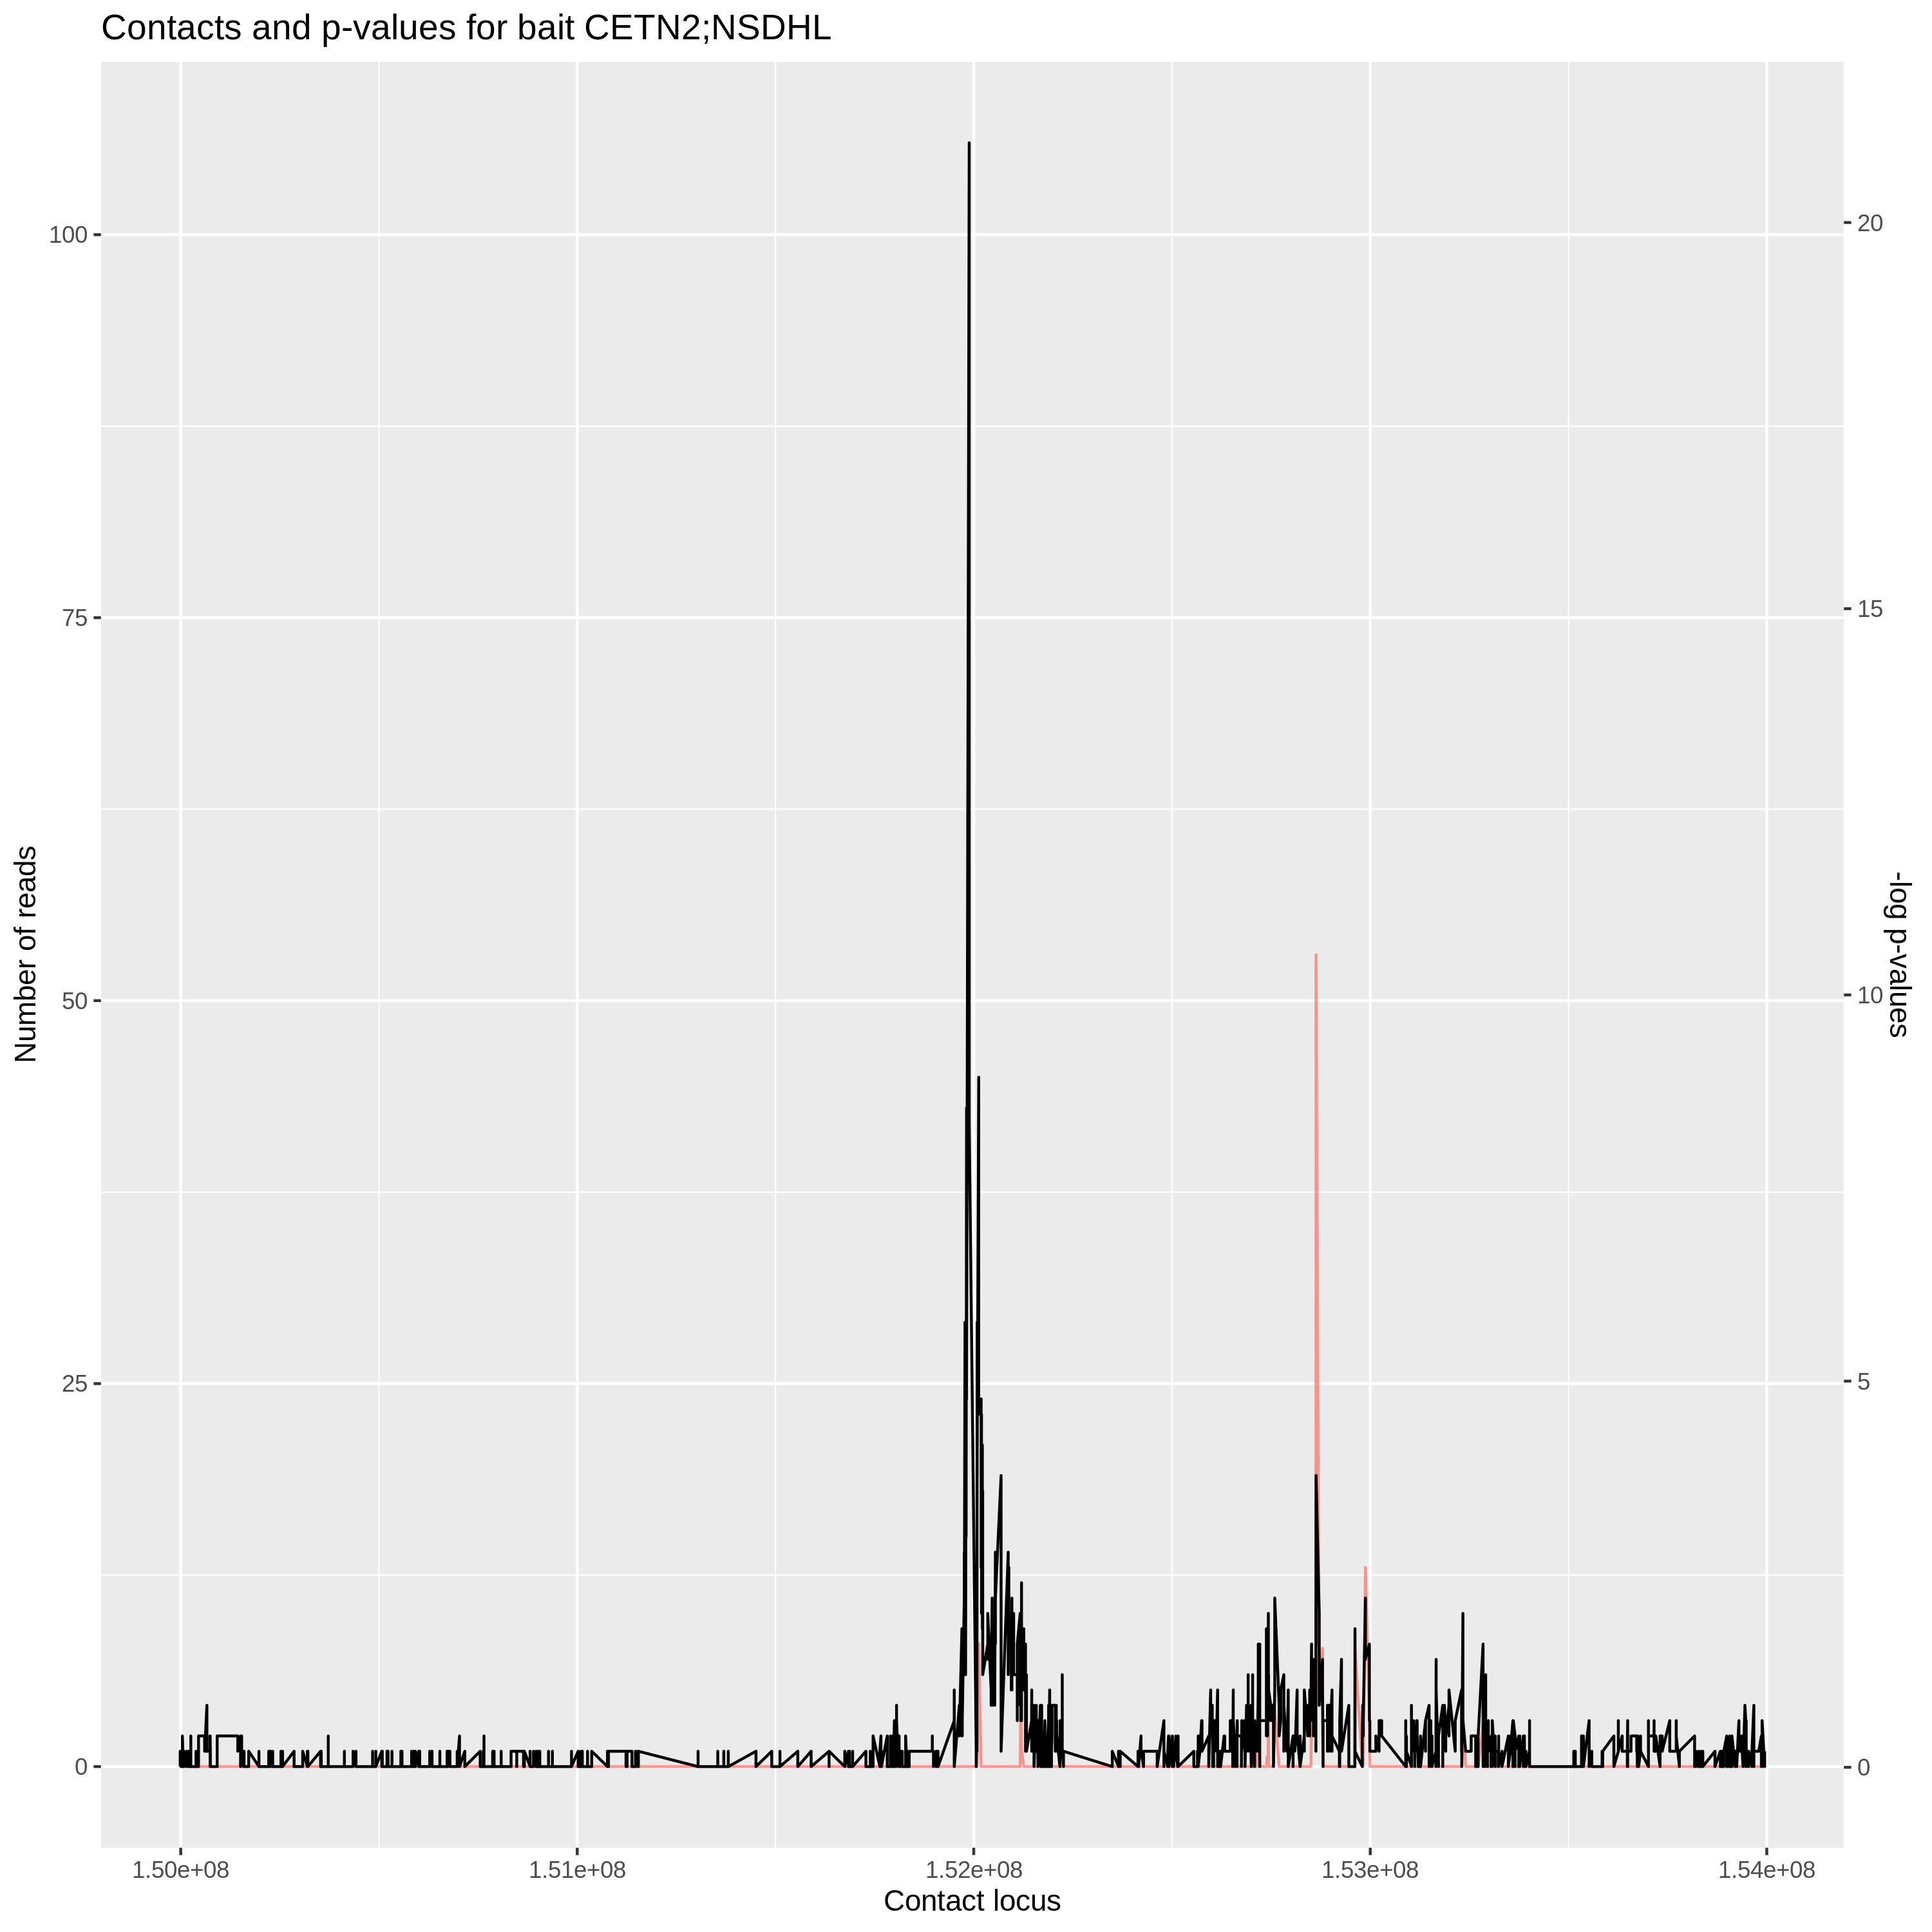 Contacts and p-values for bait CETN2;NSDHL
Number of reads
100
75
50
25
0
20
15
10
5
0
-log p-values
1.50e+08
1.51e+08
1.52e+08
1.53e+08
1.54e+08
Contact locus